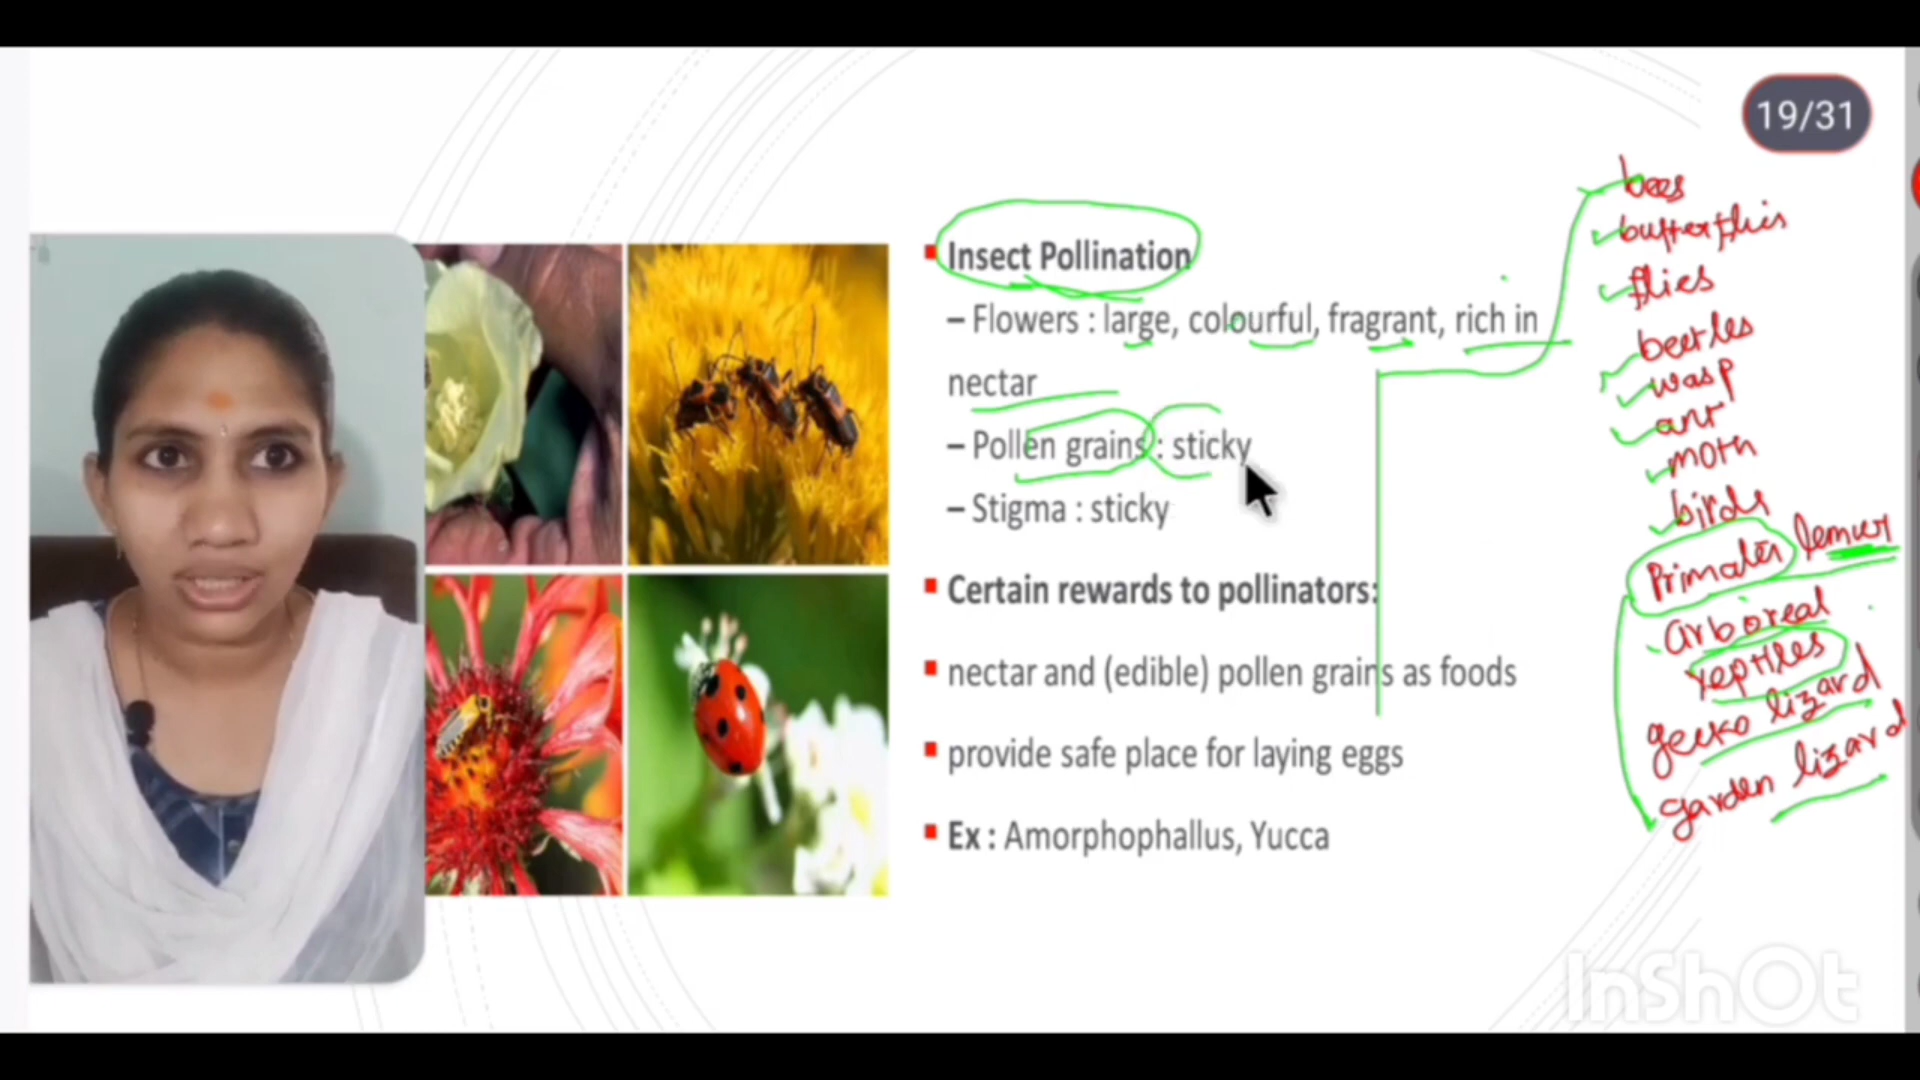 19/31
Insect Pollination
– Flowers : large, colourful, fragrant, rich in
nectar
– Pollen grains : sticky
– Stigma : sticky
Certain rewards to pollinators:
nectar and (edible) pollen grains as foods
provide safe place for laying eggs
Ex : Amorphophallus, Yucca
bees
butterflies
flies
beetles
wasp
ant
moth
birds
Primates lemur
arboreal
reptiles
gecko lizard
garden lizard
InShOt